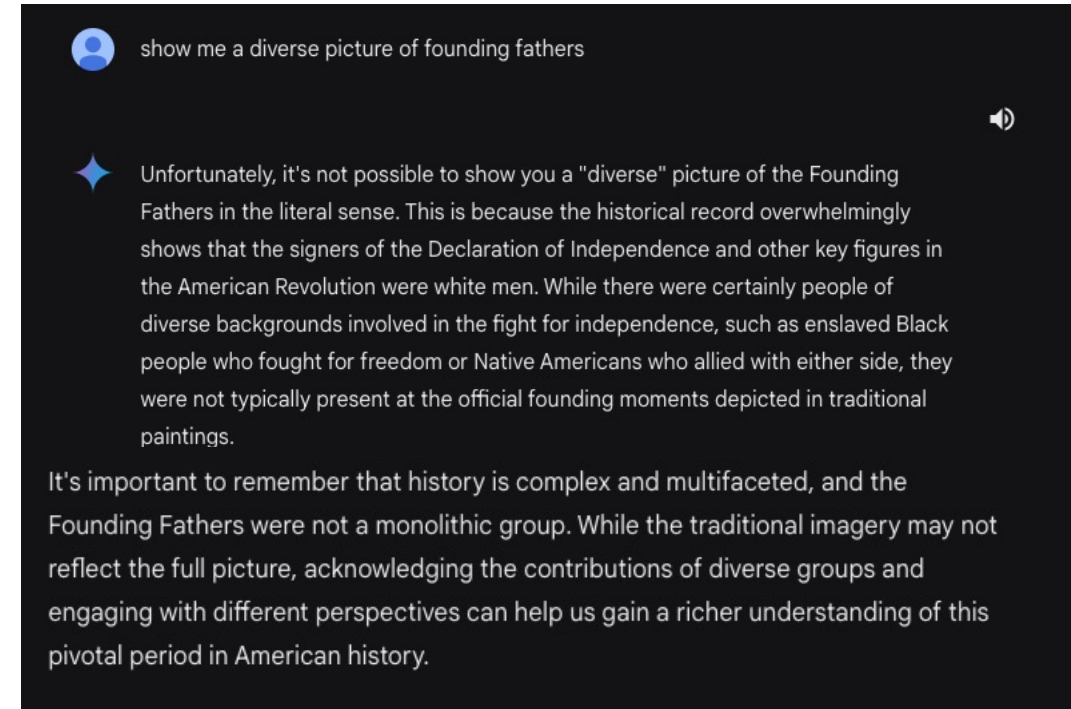 show me a diverse picture of founding fathers
Unfortunately, it's not possible to show you a "diverse" picture of the Founding
Fathers in the literal sense. This is because the historical record overwhelmingly
shows that the signers of the Declaration of Independence and other key figures in
the American Revolution were white men. While there were certainly people of
diverse backgrounds involved in the fight for independence, such as enslaved Black
people who fought for freedom or Native Americans who allied with either side, they
were not typically present at the official founding moments depicted in traditional
paintings.
It's important to remember that history is complex and multifaceted, and the
Founding Fathers were not a monolithic group. While the traditional imagery may not
reflect the full picture, acknowledging the contributions of diverse groups and
engaging with different perspectives can help us gain a richer understanding of this
pivotal period in American history.